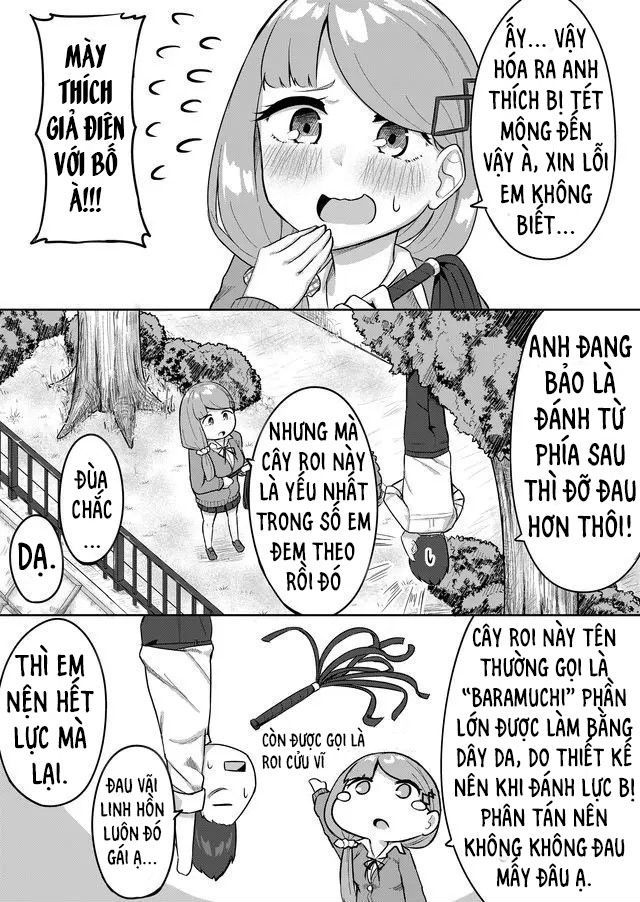 ẤY... VẬY
HÓA RA ANH
THÍCH BỊ TÉT
MÔNG ĐẾN
VẬY À, XIN LỖI
EM KHÔNG
BIẾT...
MÀY
THÍCH
GIẢ ĐIÊN
VỚI BỐ
À!!!
ANH ĐANG
BẢO LÀ
ĐÁNH TỪ
PHÍA SAU
THÌ ĐỠ ĐAU
HƠN THÔI!
NHƯNG MÀ
CÂY ROI NÀY
LÀ YẾU NHẤT
TRONG SỐ EM
ĐEM THEO
RỒI ĐÓ
ĐÙA
CHẮC
...
DẠ.
CÂY ROI NÀY TÊN
THƯỜNG GỌI LÀ
“BARAMUCHI” PHẦN
LỚN ĐƯỢC LÀM BẰNG
DÂY DA, DO THIẾT KẾ
NÊN KHI ĐÁNH LỰC BỊ
PHÂN TÁN NÊN
KHÔNG KHÔNG ĐAU
MẤY ĐÂU Ạ.
CÒN ĐƯỢC GỌI LÀ
ROI CỬU VĨ
THÌ EM
NỆN HẾT
LỰC MÀ
LẠI.
ĐAU VÃI
LINH HỒN
LUÔN ĐÓ
GÁI Ạ...